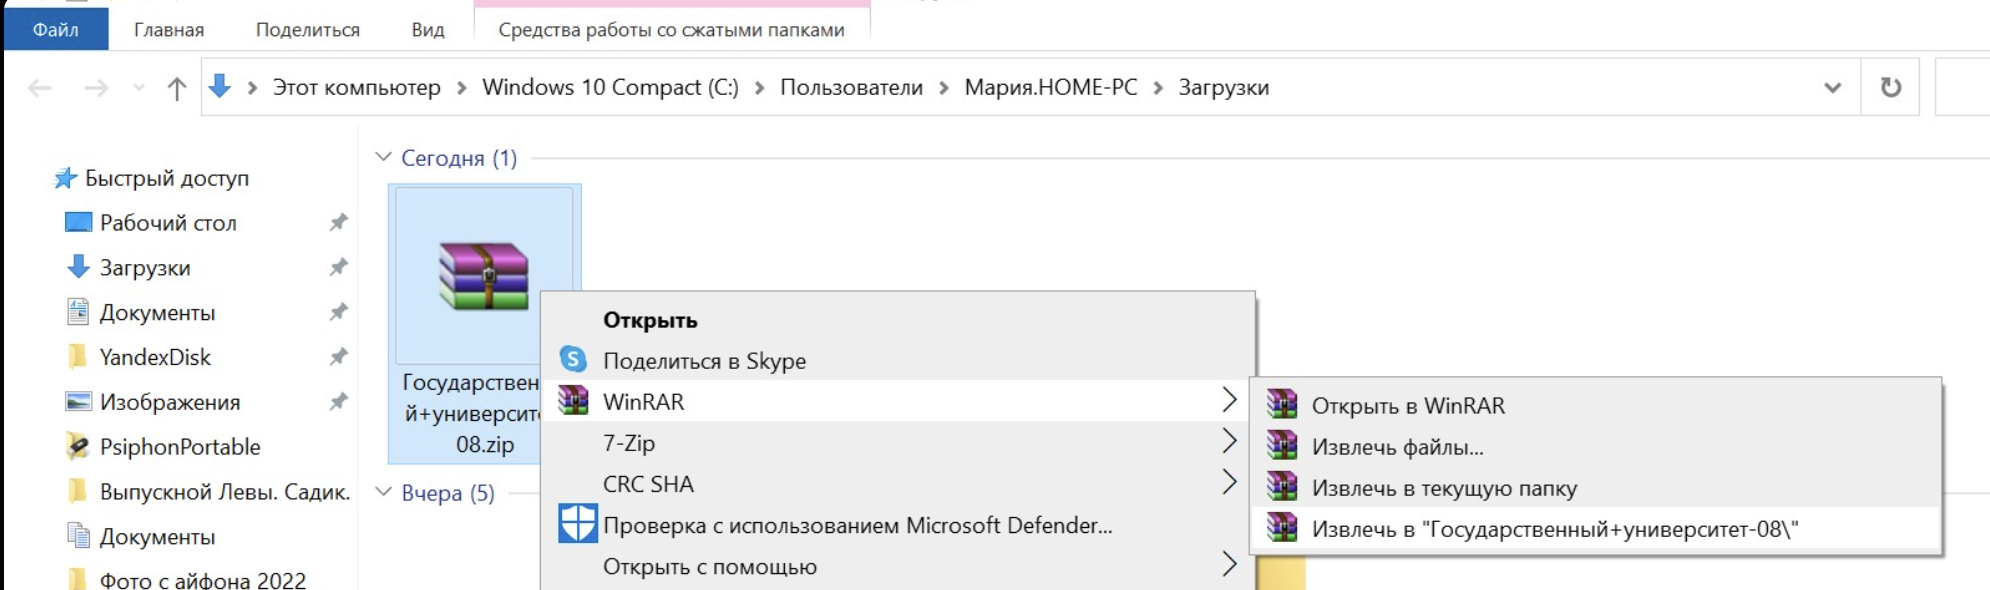 Файл Главная Поделиться Вид Средства работы со сжатыми папками
Этот компьютер > Windows 10 Compact (C:) > Пользователи > Мария.HOME-PC > Загрузки
Быстрый доступ
Рабочий стол
Загрузки
Документы
YandexDisk
Изображения
PsiphonPortable
Выпускной Левы. Садик.
Документы
Фото с айфона 2022
Сегодня (1)
Государствен
й+университ
08.zip
Вчера (5)
Открыть
Поделиться в Skype
WinRAR
7-Zip
CRC SHA
Проверка с использованием Microsoft Defender...
Открыть с помощью
Открыть в WinRAR
Извлечь файлы...
Извлечь в текущую папку
Извлечь в "Государственный+университет-08\"